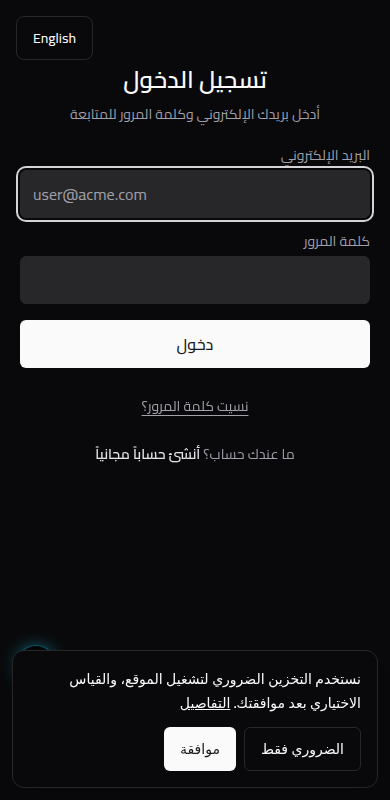 English
تسجيل الدخول
أدخل بريدك الإلكتروني وكلمة المرور للمتابعة
البريد الإلكتروني
user@acme.com
كلمة المرور
دخول
نسيت كلمة المرور؟
ما عندك حساب؟ أنشئ حساباً مجانياً
نستخدم التخزين الضروري لتشغيل الموقع، والقياس
الاختياري بعد موافقتك. التفاصيل
الضروري فقط
موافقة